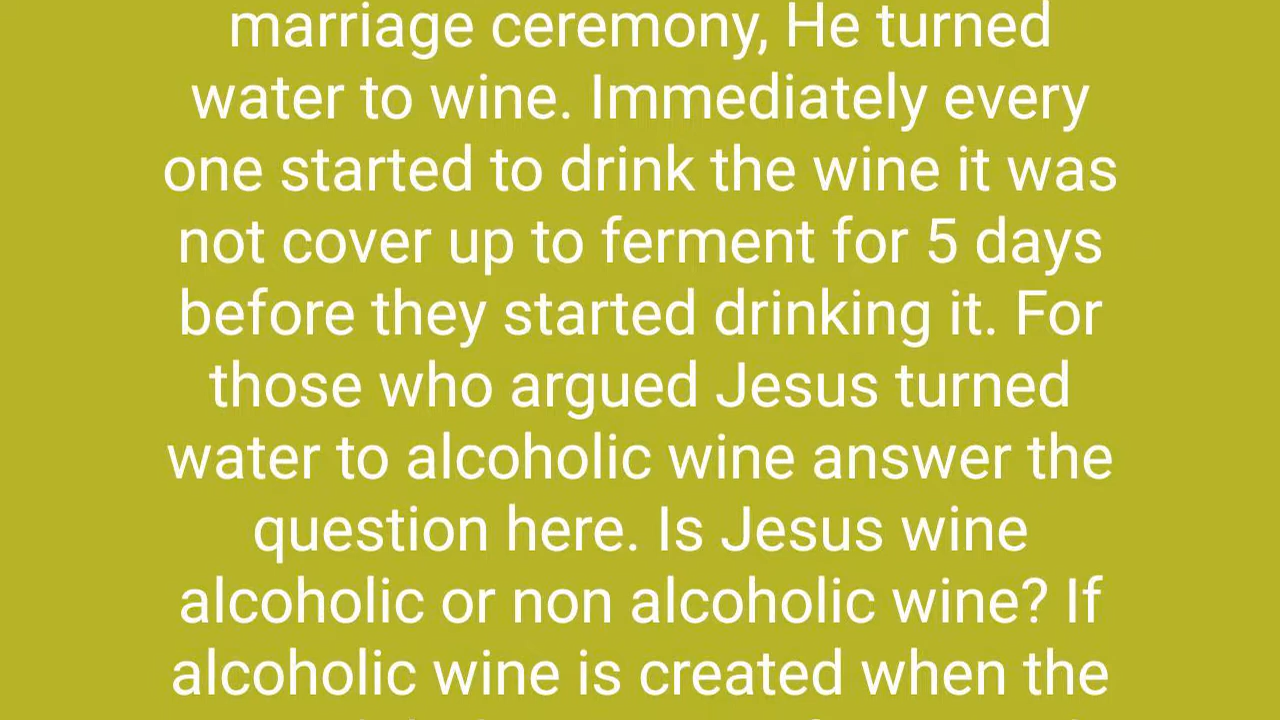 marriage ceremony, He turned
water to wine. Immediately every
one started to drink the wine it was
not cover up to ferment for 5 days
before they started drinking it. For
those who argued Jesus turned
water to alcoholic wine answer the
question here. Is Jesus wine
alcoholic or non alcoholic wine? If
alcoholic wine is created when the